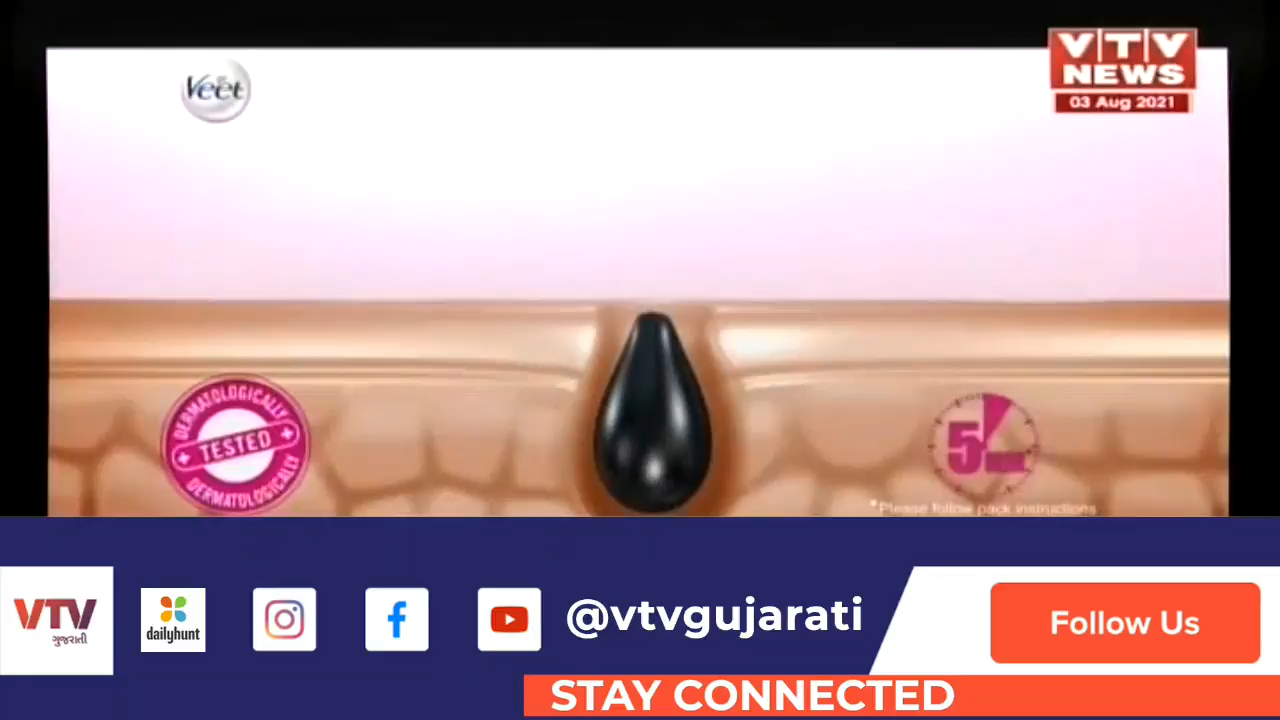 Veet
VTV
NEWS
03 Aug 2021
DERMATOLOGICALLY
TESTED
DERMATOLOGICALLY
5
*Please follow pack instructions
VTV
ગુજરાતી
dailyhunt
@vtvgujarati
Follow Us
STAY CONNECTED